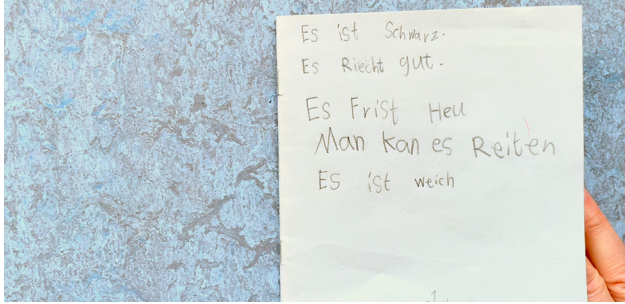 Es ist Schwarz.
Es Riecht gut.
Es Frist Heu
Man kan es Reiten
Es ist weich